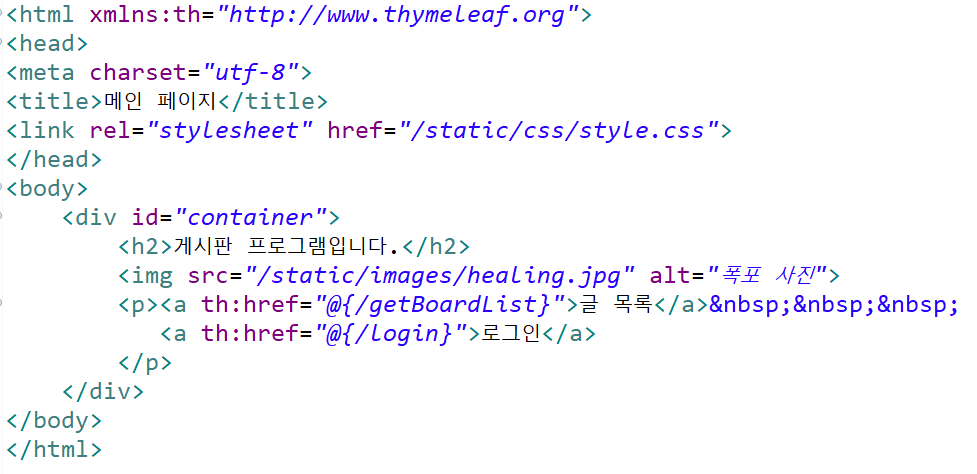 <html xmlns:th="http://www.thymeleaf.org">
<head>
<meta charset="utf-8">
<title>메인 페이지</title>
<link rel="stylesheet" href="/static/css/style.css">
</head>
<body>
    <div id="container">
        <h2>게시판 프로그램입니다.</h2>
        <img src="/static/images/healing.jpg" alt="폭포 사진">
        <p><a th:href="@{/getBoardList}">글 목록</a>&nbsp;&nbsp;&nbsp;
           <a th:href="@{/login}">로그인</a>
        </p>
    </div>
</body>
</html>